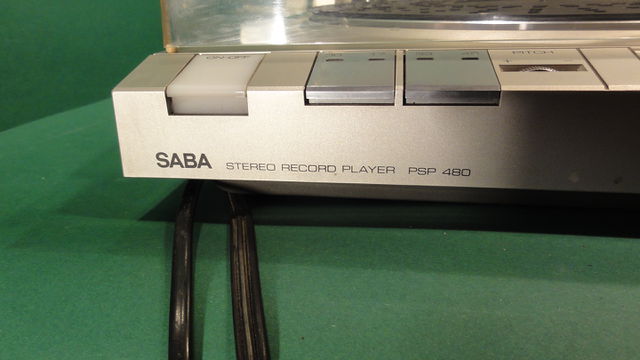 ON-OFF
PITCH
SABA STEREO RECORD PLAYER PSP 480